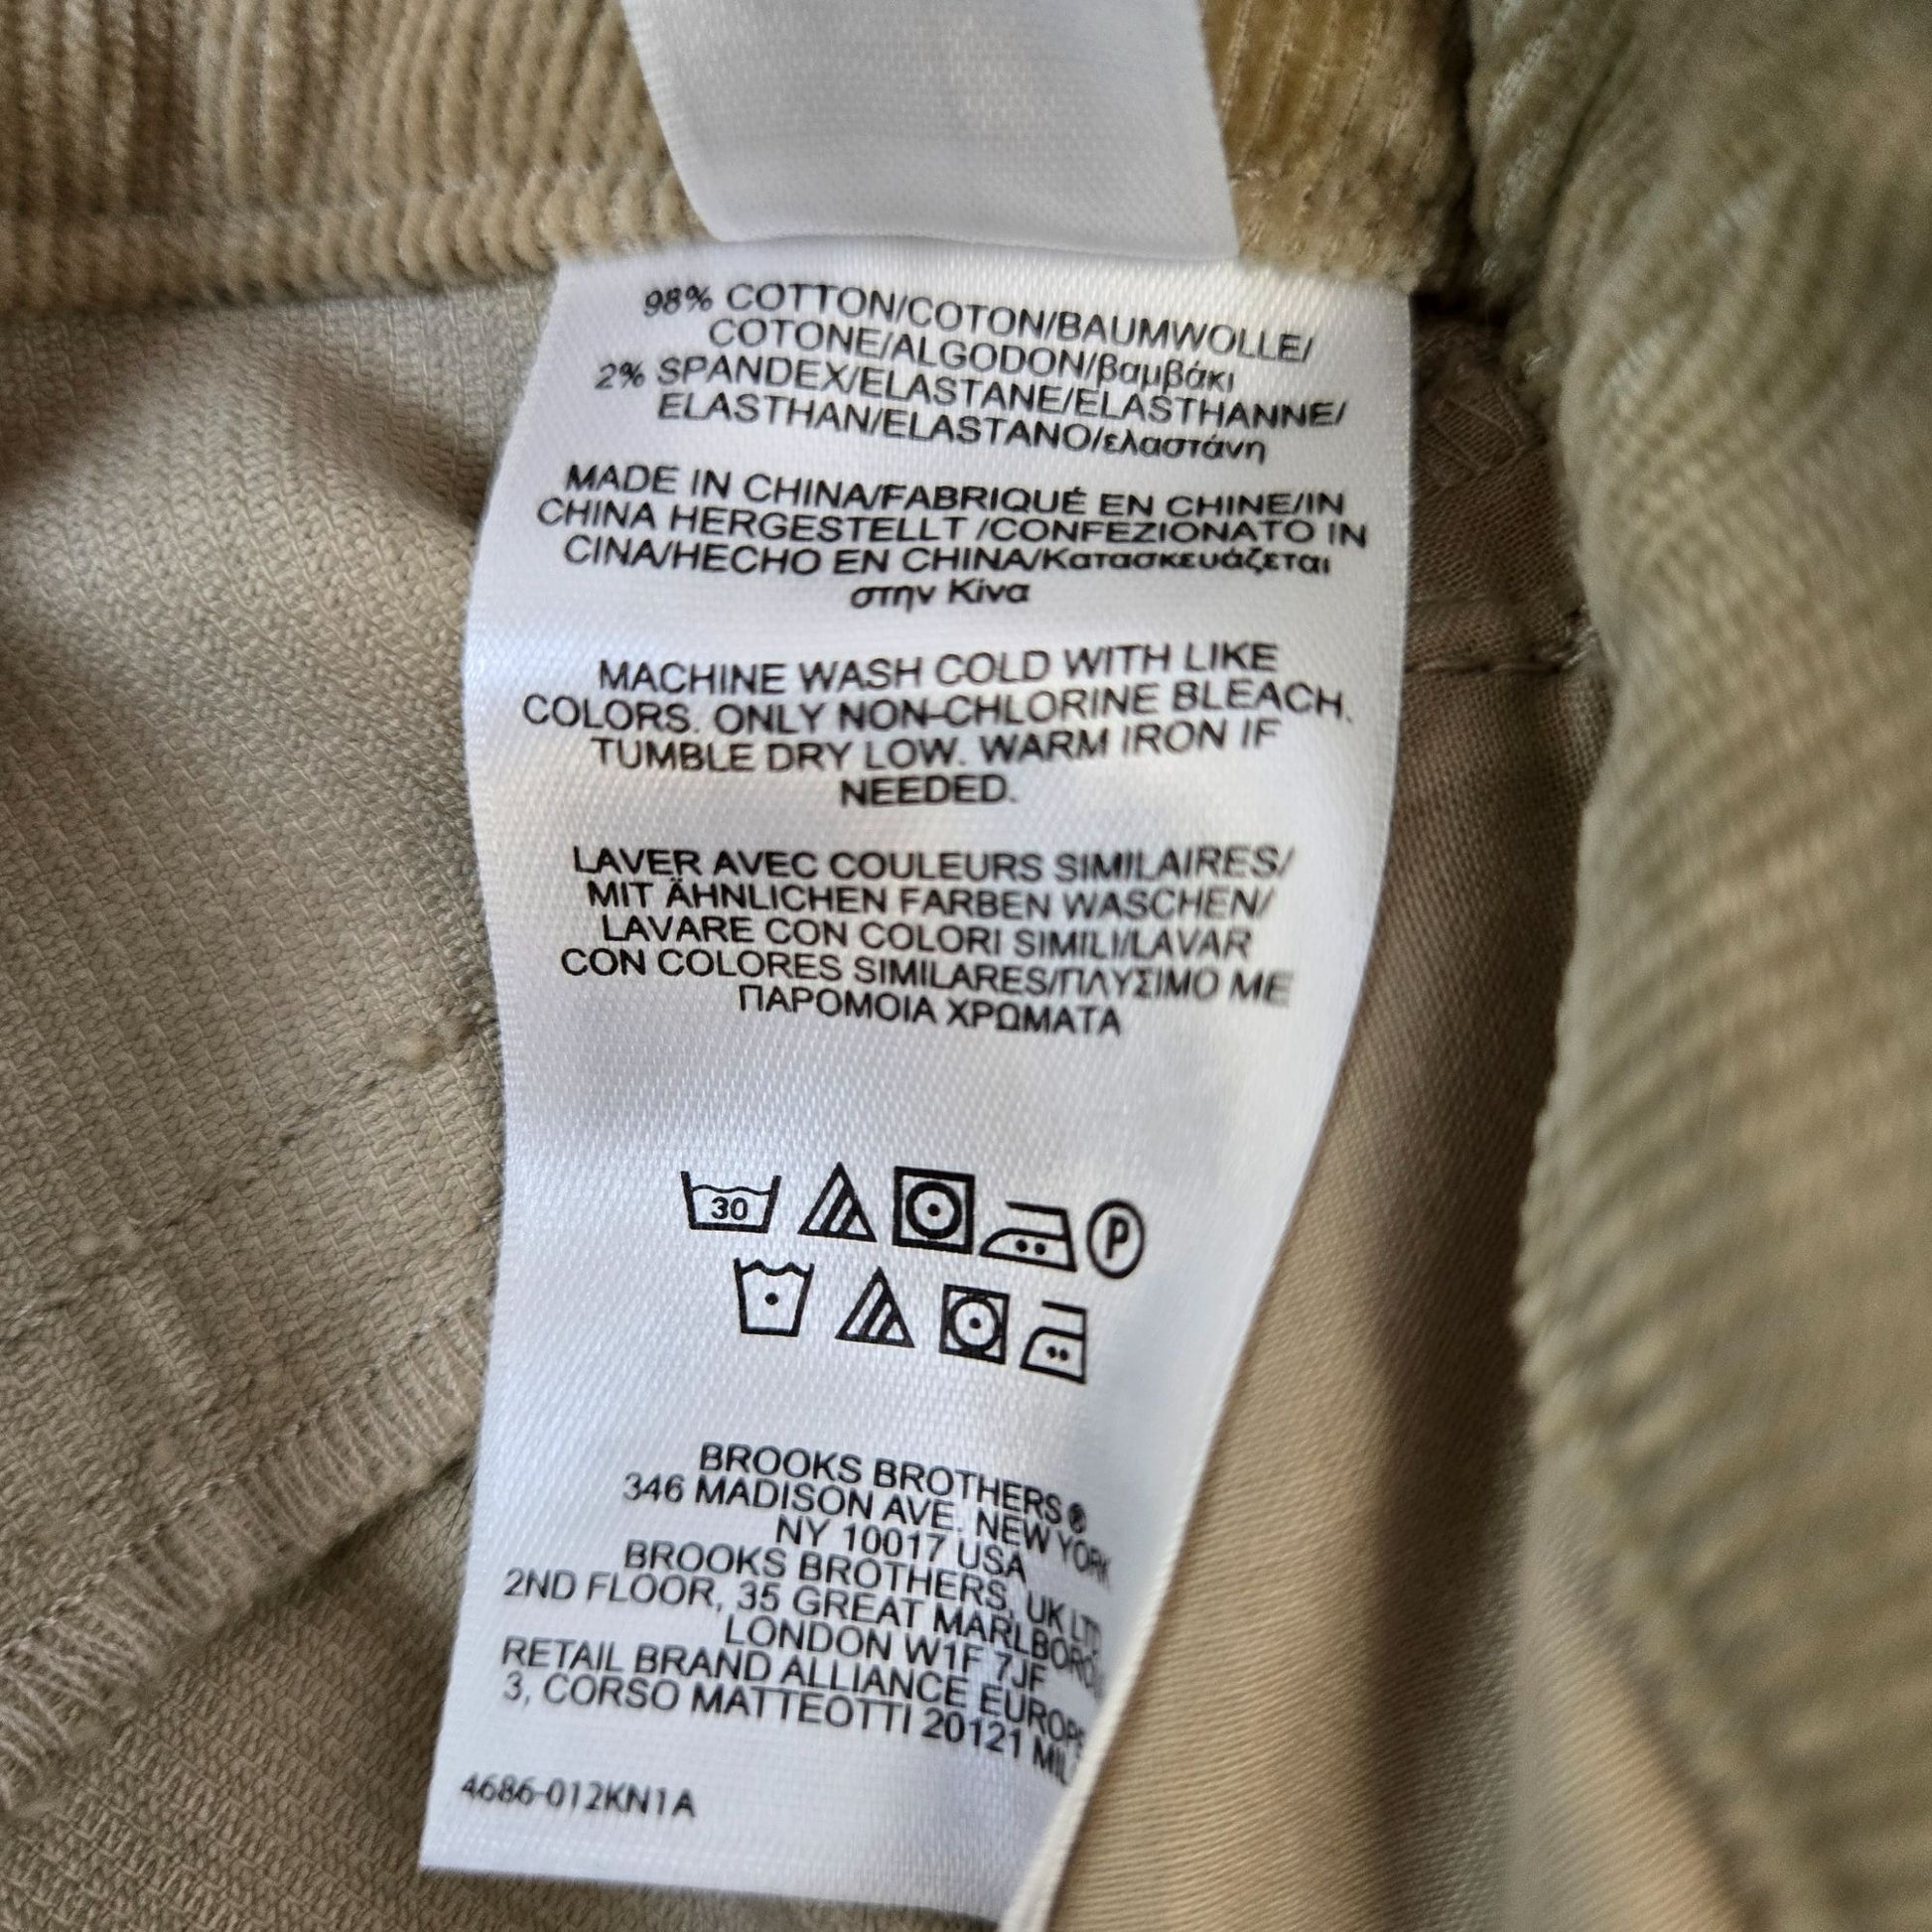 98% COTTON/COTON/BAUMWOLLE/
COTONE/ALGODON/βαμβάκι
2% SPANDEX/ELASTANE/ELASTHANNE/
ELASTHAN/ELASTANO/ελαστάνη
MADE IN CHINA/FABRIQUÉ EN CHINE/IN
CHINA HERGESTELLT /CONFEZIONATO IN
CINA/HECHO EN CHINA/Κατασκευάζεται
στην Κίνα
MACHINE WASH COLD WITH LIKE
COLORS. ONLY NON-CHLORINE BLEACH.
TUMBLE DRY LOW. WARM IRON IF
NEEDED.
LAVER AVEC COULEURS SIMILAIRES/
MIT ÄHNLICHEN FARBEN WASCHEN/
LAVARE CON COLORI SIMILI/LAVAR
CON COLORES SIMILARES/ΠΛΥΣΙΜΟ ΜΕ
ΠΑΡΟΜΟΙΑ ΧΡΩΜΑΤΑ
30 P
BROOKS BROTHERS®
346 MADISON AVE. NEW YORK
NY 10017 USA
BROOKS BROTHERS, UK
2ND FLOOR, 35 GREAT
LONDON W1F 7JF
RETAIL BRAND ALLIANCE
3, CORSO MATTEOTTI 20121
4686-012KN1A